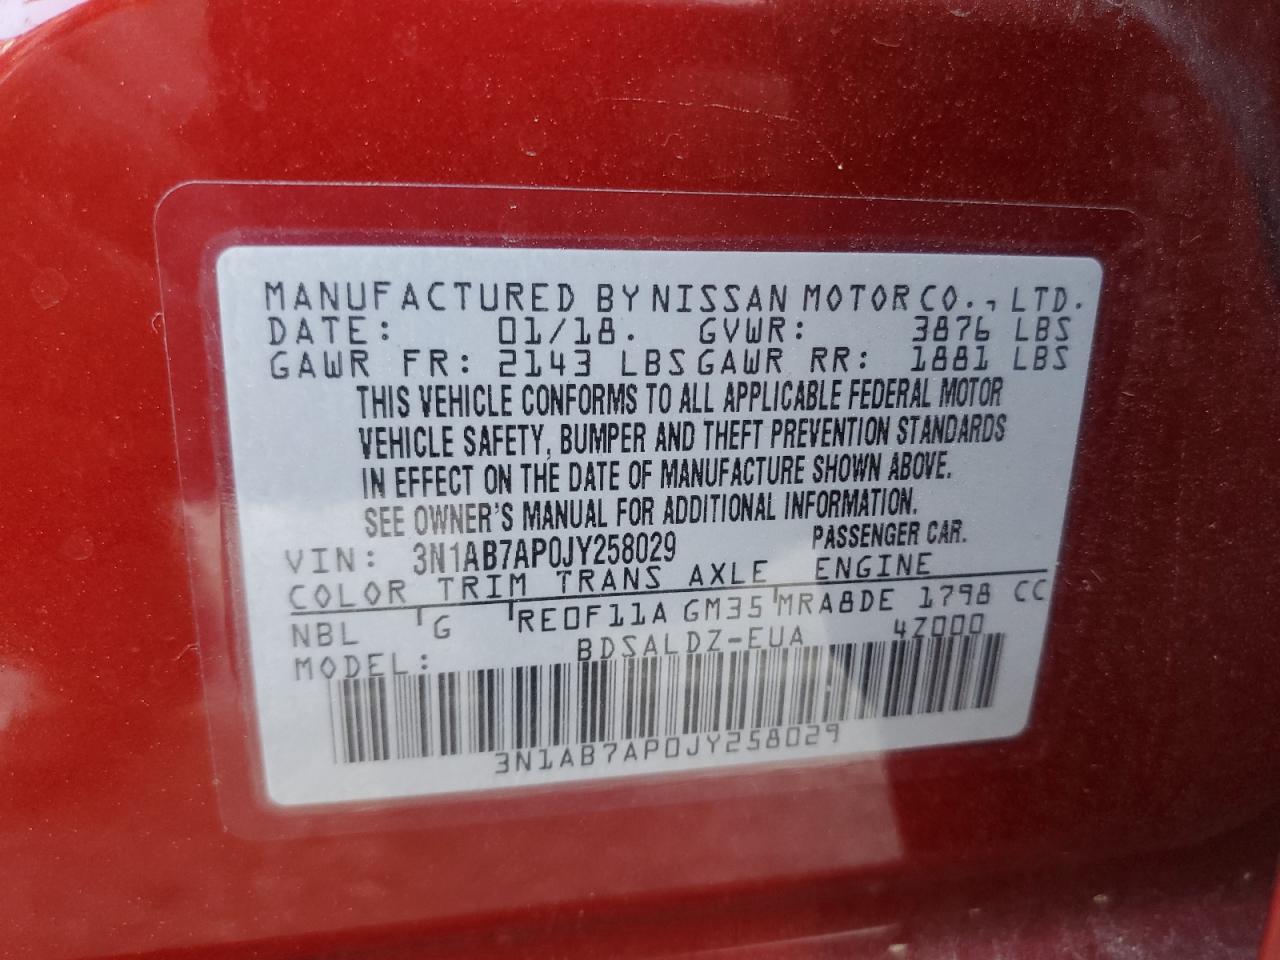 MANUFACTURED BY NISSAN MOTOR CO., LTD.
DATE: 01/18. GVWR: 3876 LBS
GAWR FR: 2143 LBS GAWR RR: 1881 LBS
THIS VEHICLE CONFORMS TO ALL APPLICABLE FEDERAL MOTOR
VEHICLE SAFETY, BUMPER AND THEFT PREVENTION STANDARDS
IN EFFECT ON THE DATE OF MANUFACTURE SHOWN ABOVE.
SEE OWNER'S MANUAL FOR ADDITIONAL INFORMATION.
VIN: 3N1AB7AP0JY258029 PASSENGER CAR.
COLOR TRIM TRANS AXLE ENGINE
NBL G RE0F11A GM35 MRA8DE 1798 CC
MODEL: BDSALDZ-EUA 4Z000
3N1AB7AP0JY258029